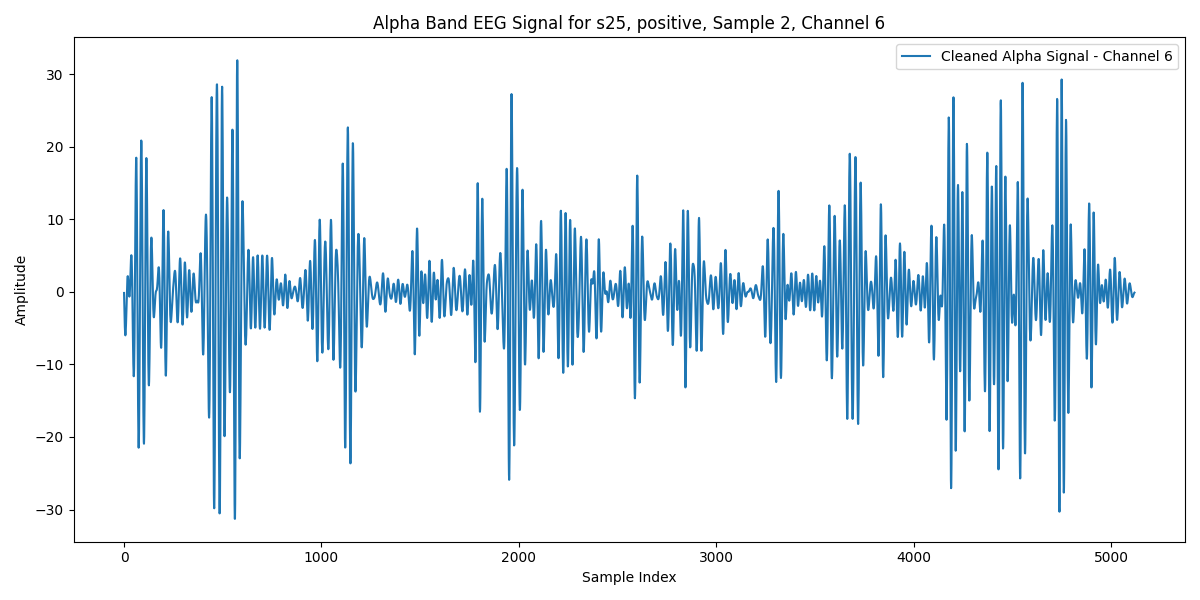 Alpha Band EEG Signal for s25, positive, Sample 2, Channel 6
Cleaned Alpha Signal - Channel 6
Amplitude
30
20
10
0
−10
−20
−30
0 1000 2000 3000 4000 5000
Sample Index